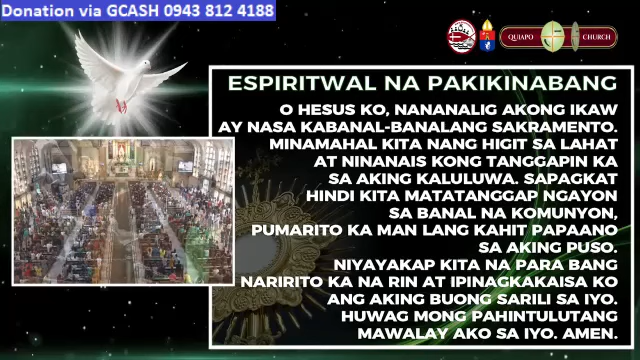 Donation via GCASH 0943 812 4188
QUIAPO CHURCH
ESPIRITWAL NA PAKIKINABANG
O HESUS KO, NANANALIG AKONG IKAW
AY NASA KABANAL-BANALANG SAKRAMENTO.
MINAMAHAL KITA NANG HIGIT SA LAHAT
AT NINANAIS KONG TANGGAPIN KA
SA AKING KALULUWA. SAPAGKAT
HINDI KITA MATATANGGAP NGAYON
SA BANAL NA KOMUNYON,
PUMARITO KA MAN LANG KAHIT PAPAANO
SA AKING PUSO.
NIYAYAKAP KITA NA PARA BANG
NARIRITO KA NA RIN AT IPINAGKAKAISA KO
ANG AKING BUONG SARILI SA IYO.
HUWAG MONG PAHINTULUTANG
MAWALAY AKO SA IYO. AMEN.